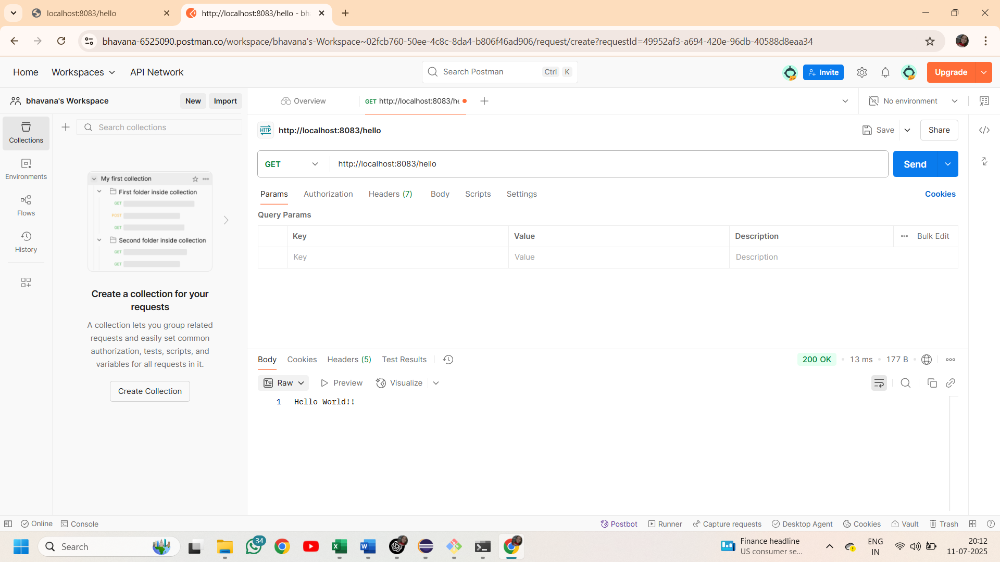 localhost:8083/hello
http://localhost:8083/hello - bh
bhavana-6525090.postman.co/workspace/bhavana's-Workspace~02fcb760-50ee-4c8c-8da4-b806f46ad906/request/create?requestId=49952af3-a694-420e-96db-40588d8eaa34
Home Workspaces API Network
Search Postman Ctrl K
Invite
Upgrade
bhavana's Workspace
New Import
Overview
GET http://localhost:8083/he
No environment
Collections
Search collections
http://localhost:8083/hello
Save
Share
Environments
GET http://localhost:8083/hello
Send
My first collection
First folder inside collection
GET
POST
GET
Second folder inside collection
GET
GET
Params Authorization Headers (7) Body Scripts Settings
Cookies
Flows
Query Params
Key Value Description Bulk Edit
Key Value Description
History
Create a collection for your
requests
A collection lets you group related
requests and easily set common
authorization, tests, scripts, and
variables for all requests in it.
Create Collection
Body Cookies Headers (5) Test Results
200 OK 13 ms 177 B
Raw Preview Visualize
1 Hello World!!
Online Console
Postbot Runner Capture requests Desktop Agent Cookies Vault Trash
Search
34
Finance headline
US consumer se...
ENG
IN
20:12
11-07-2025